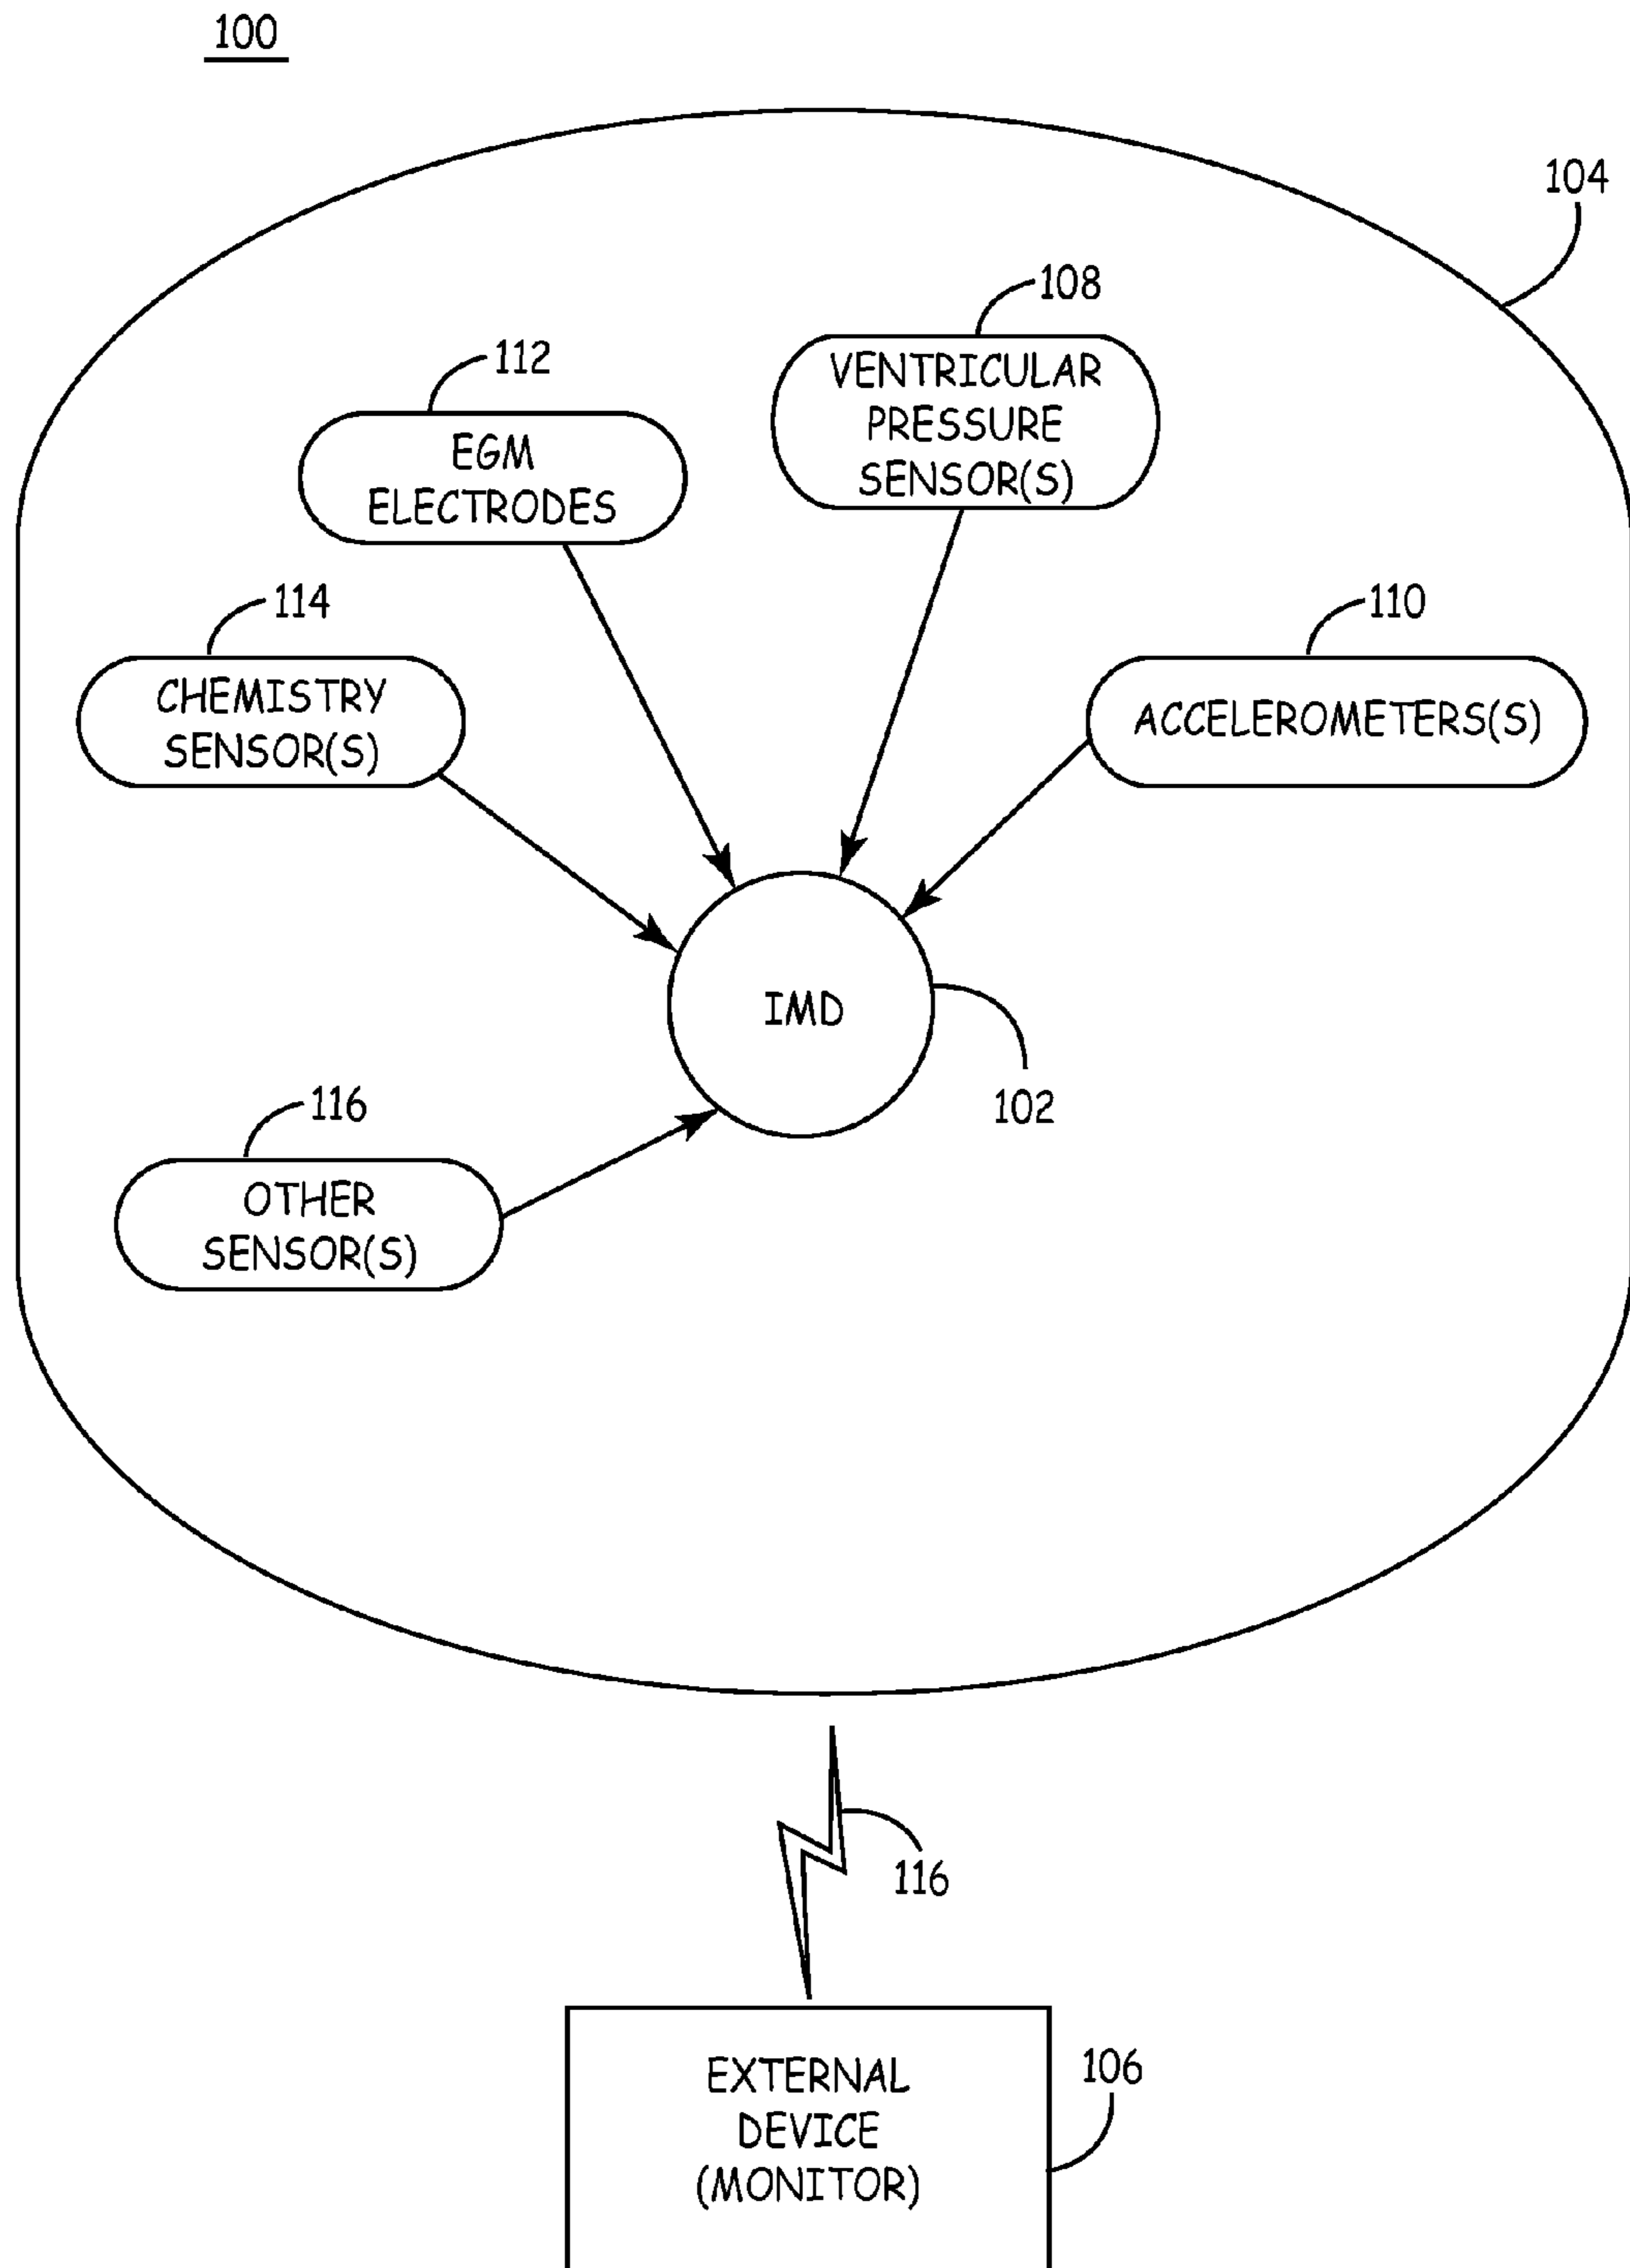 100
104
108
VENTRICULAR
PRESSURE
SENSOR(S)
112
EGM
ELECTRODES
114
CHEMISTRY
SENSOR(S)
110
ACCELEROMETERS(S)
IMD
102
116
OTHER
SENSOR(S)
116
EXTERNAL
DEVICE
(MONITOR)
106